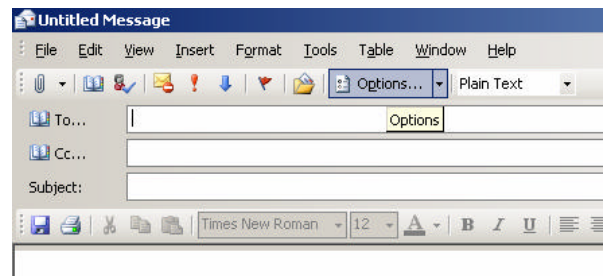 Untitled Message
File Edit View Insert Format Tools Table Window Help
Options... Plain Text
To...
Options
Cc...
Subject:
Times New Roman 12 A B I U